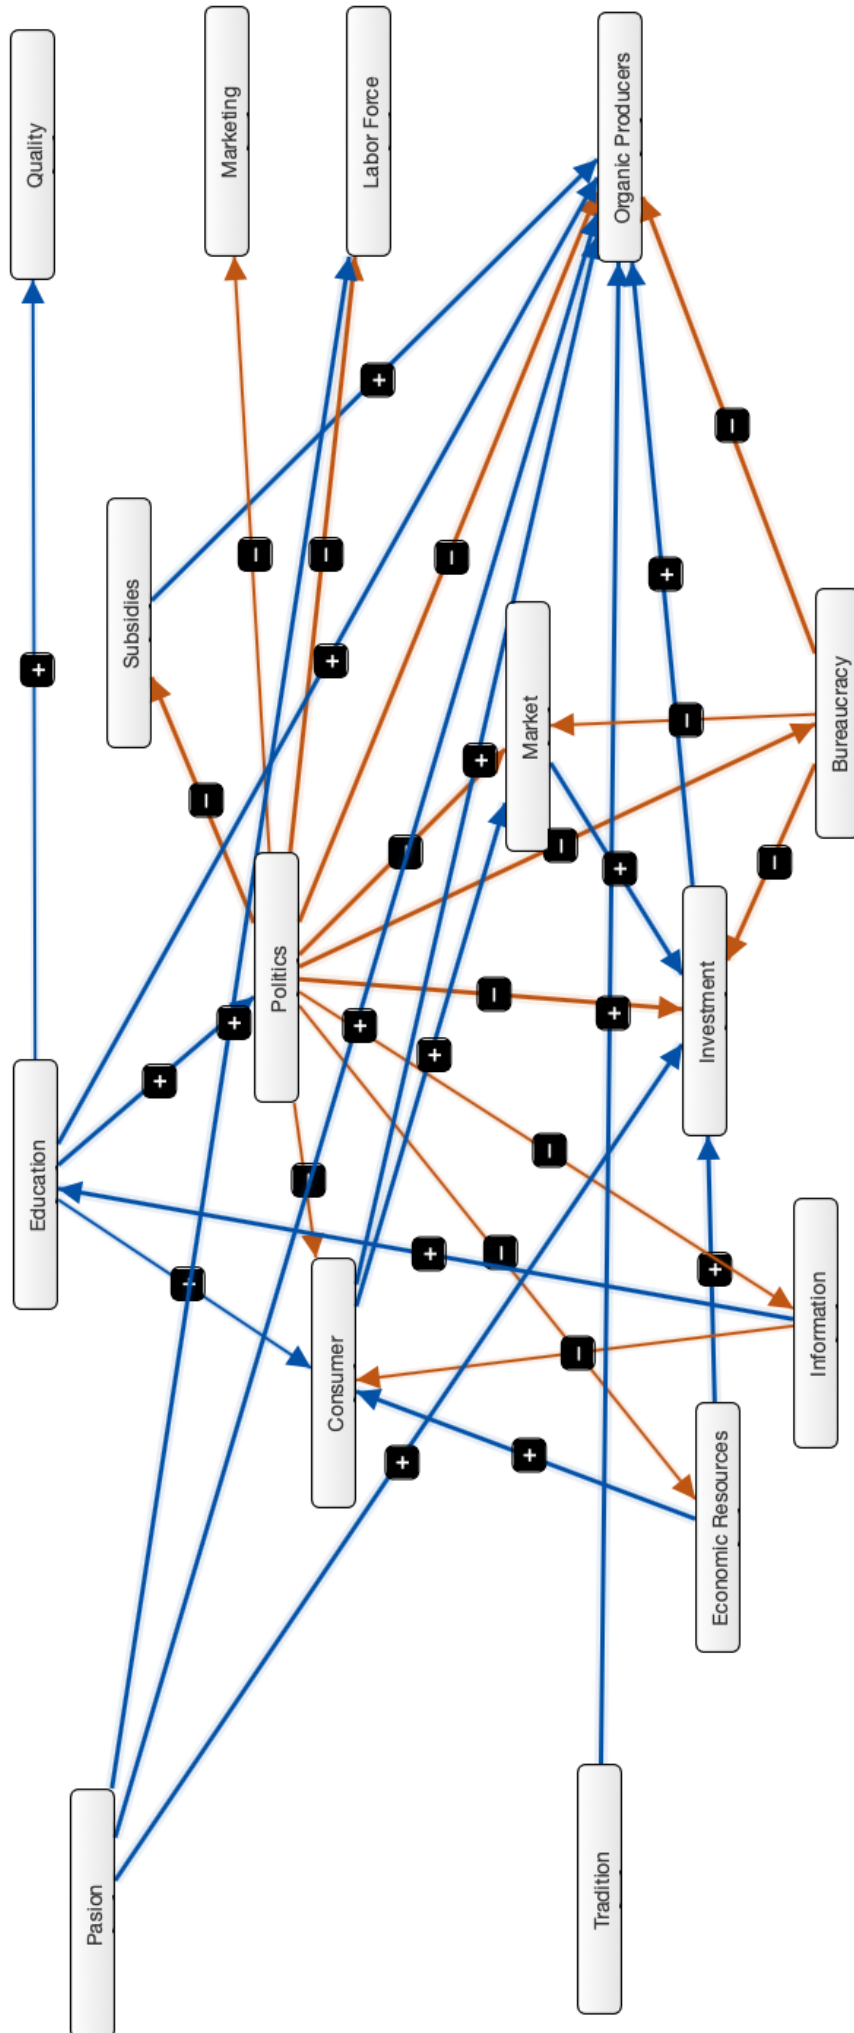 Quality
Marketing
Labor Force
Organic Producers
Subsidies
Market
Bureaucracy
Politics
Investment
Education
Consumer
Information
Economic Resources
Pasion
Tradition
+
+
−
−
−
−
+
+
−
−
+
−
−
−
+
−
+
+
+
+
+
−
−
+
−
+
−
+
−
+
+